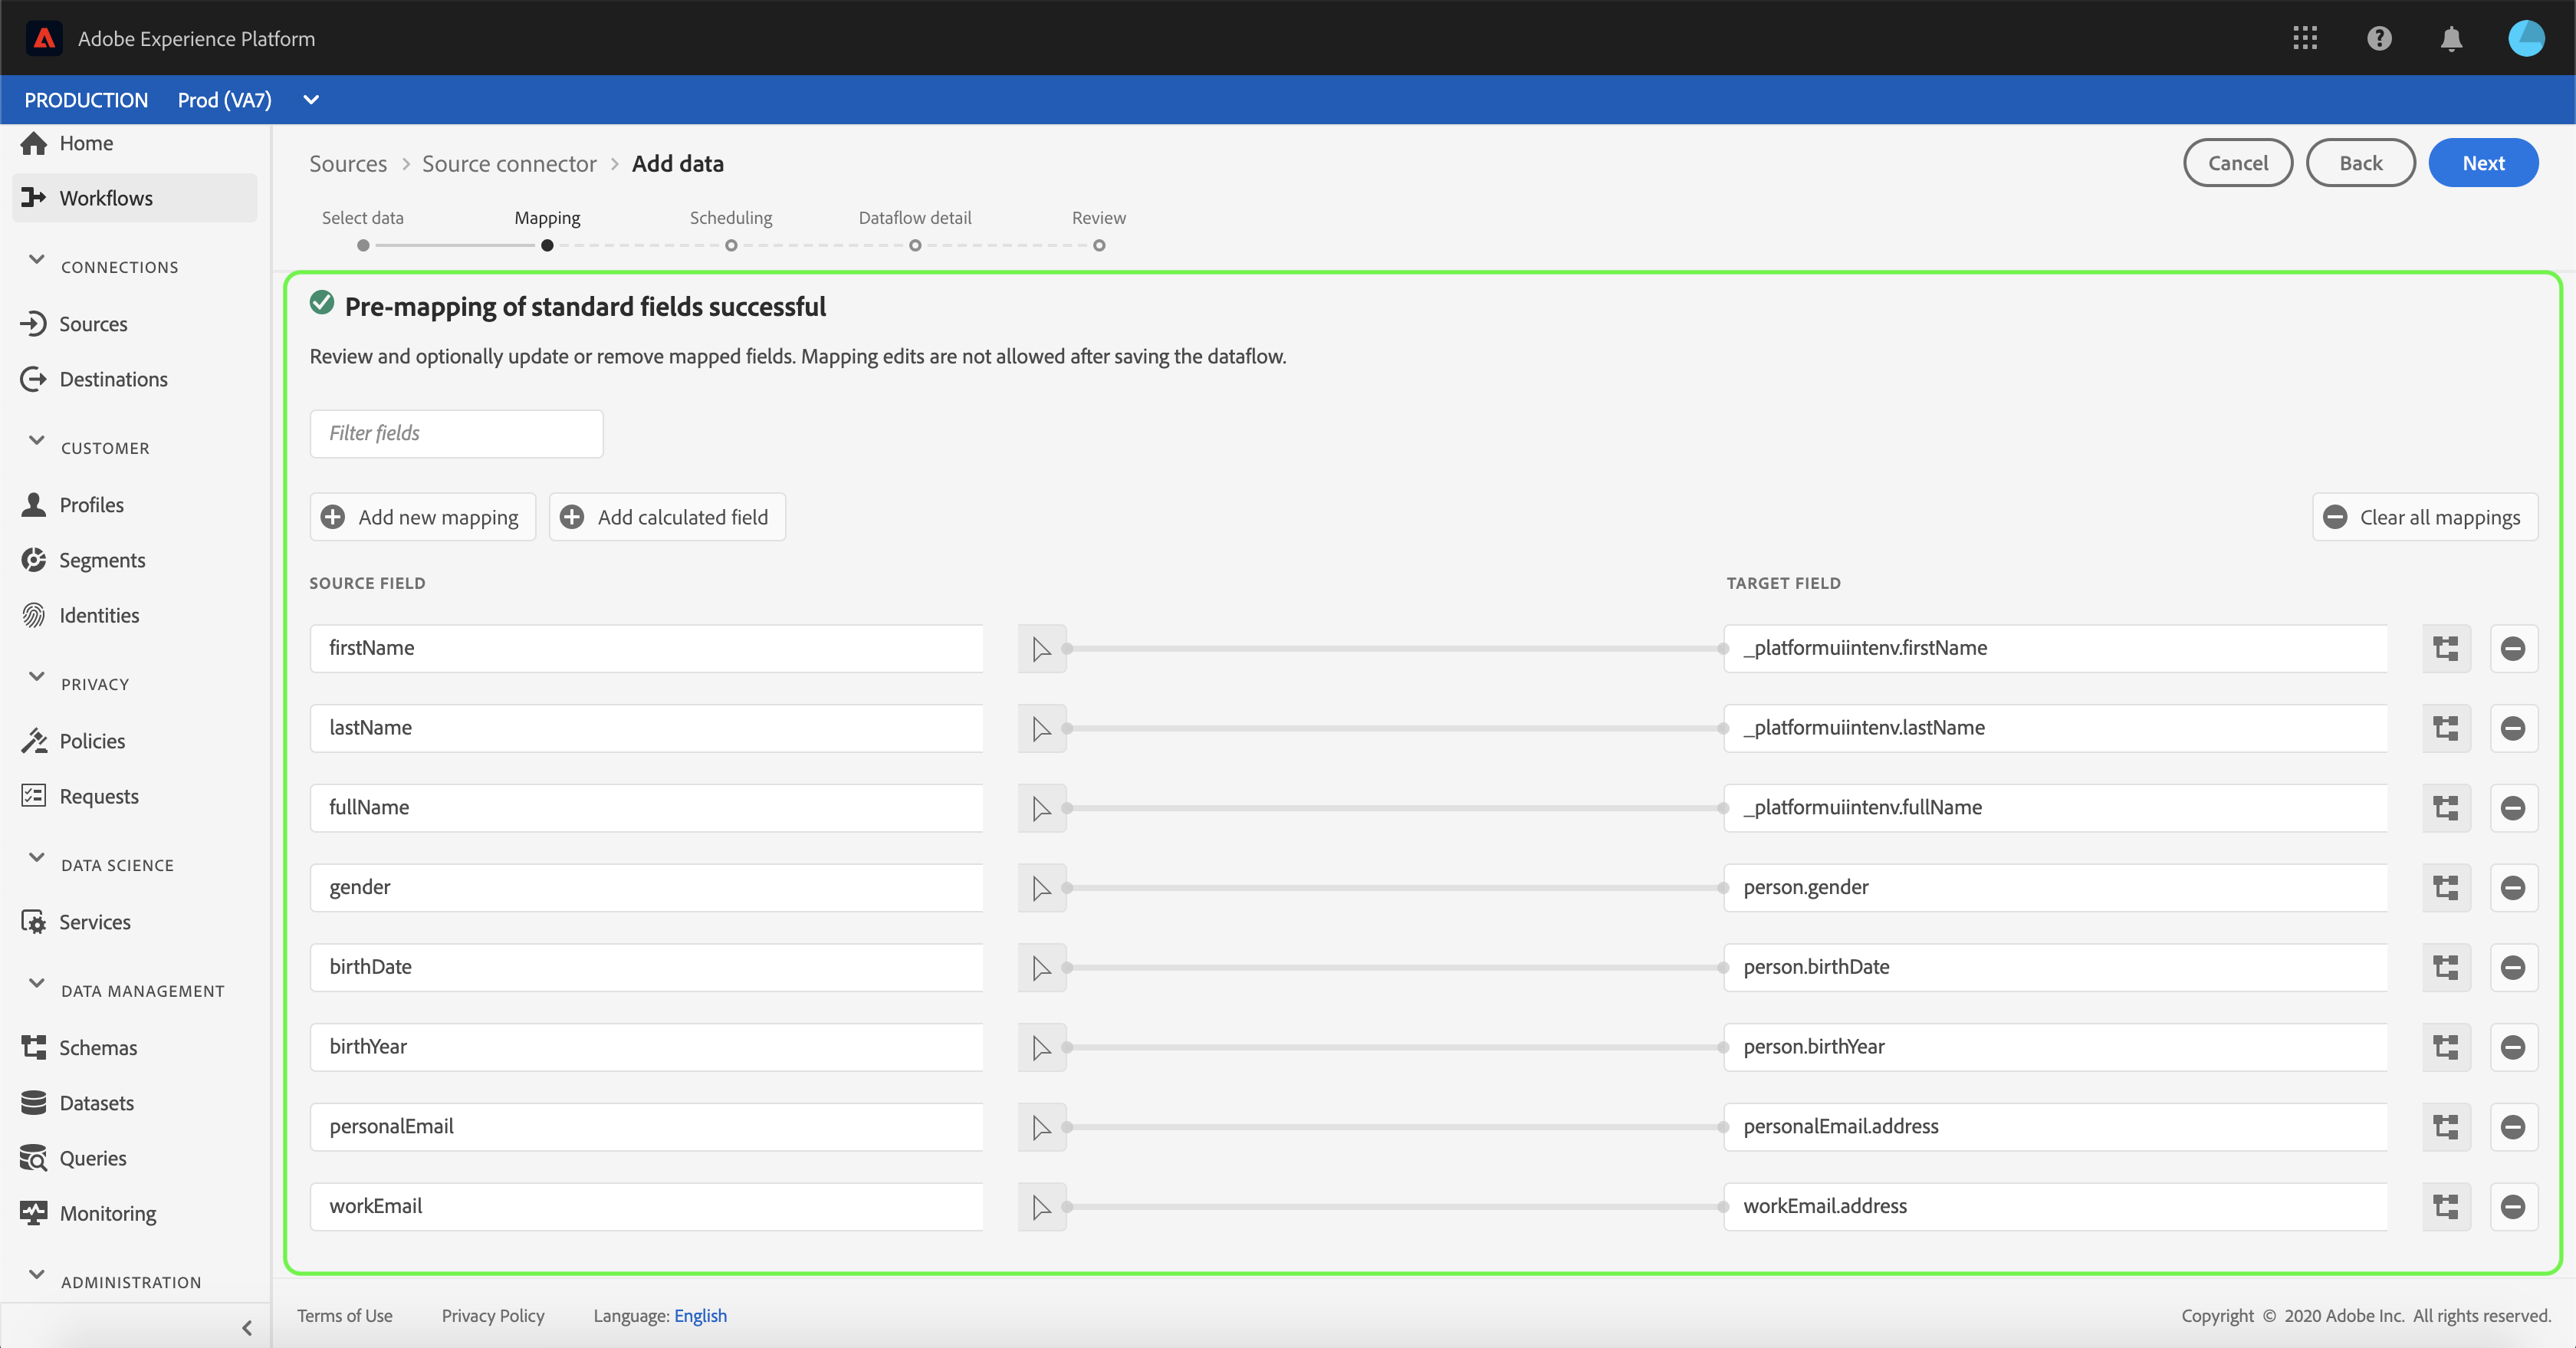 Adobe Experience Platform
PRODUCTION Prod (VA7)
Home
Workflows
CONNECTIONS
Sources
Destinations
CUSTOMER
Profiles
Segments
Identities
PRIVACY
Policies
Requests
DATA SCIENCE
Services
DATA MANAGEMENT
Schemas
Datasets
Queries
Monitoring
ADMINISTRATION
Sources > Source connector > Add data
Cancel Back Next
Select data Mapping Scheduling Dataflow detail Review
Pre-mapping of standard fields successful
Review and optionally update or remove mapped fields. Mapping edits are not allowed after saving the dataflow.
Filter fields
Add new mapping Add calculated field Clear all mappings
SOURCE FIELD TARGET FIELD
firstName _platformuiintenv.firstName
lastName _platformuiintenv.lastName
fullName _platformuiintenv.fullName
gender person.gender
birthDate person.birthDate
birthYear person.birthYear
personalEmail personalEmail.address
workEmail workEmail.address
Terms of Use Privacy Policy Language: English Copyright © 2020 Adobe Inc. All rights reserved.